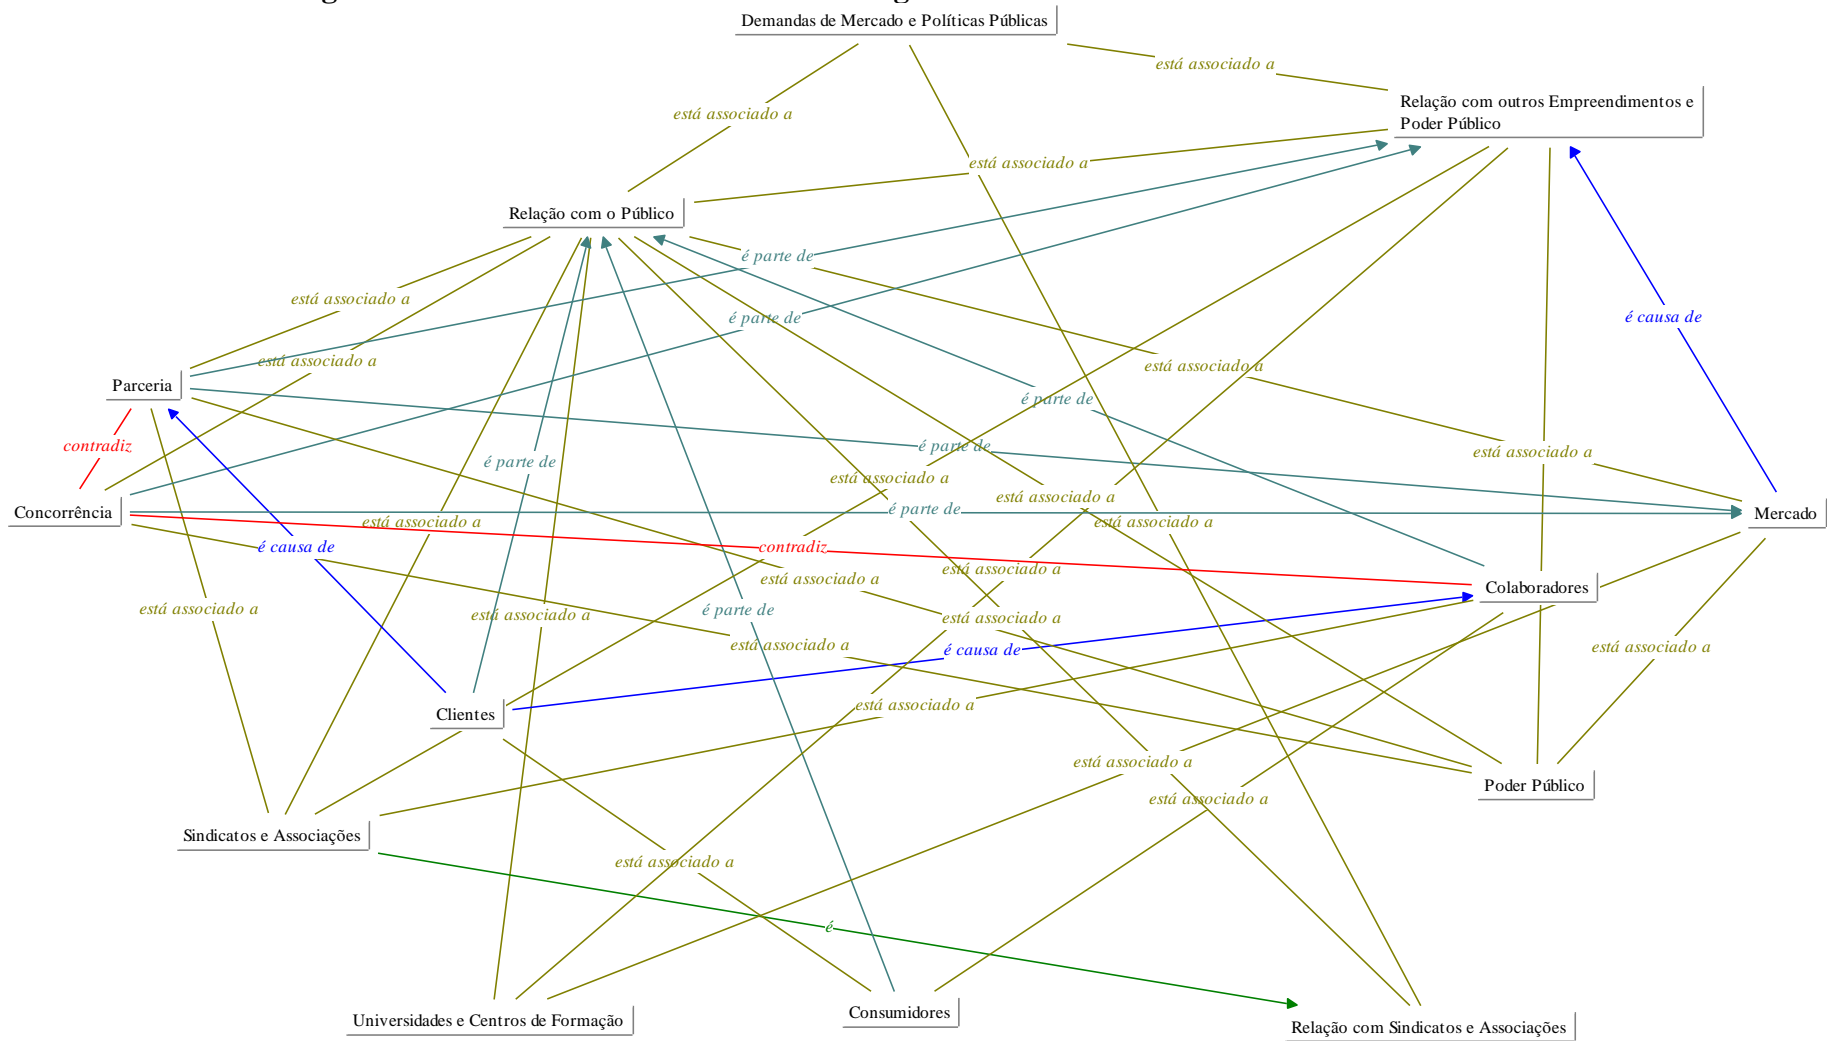 Demandas de Mercado e Políticas Públicas
está associado a
Relação com outros Empreendimentos e
Poder Público
está associado a
está associado a
Relação com o Público
é parte de
está associado a
é parte de
é causa de
está associado a
está associado a
Parceria
é parte de
contradiz
é parte de
está associado a
é parte de
está associado a
está associado a
Concorrência
é parte de
Mercado
está associado a
está associado a
é causa de
contradiz
está associado a
está associado a
Colaboradores
está associado a
é parte de
está associado a
está associado a
está associado a
está associado a
é causa de
está associado a
Clientes
está associado a
Poder Público
está associado a
Sindicatos e Associações
está associado a
é
Universidades e Centros de Formação
Consumidores
Relação com Sindicatos e Associações